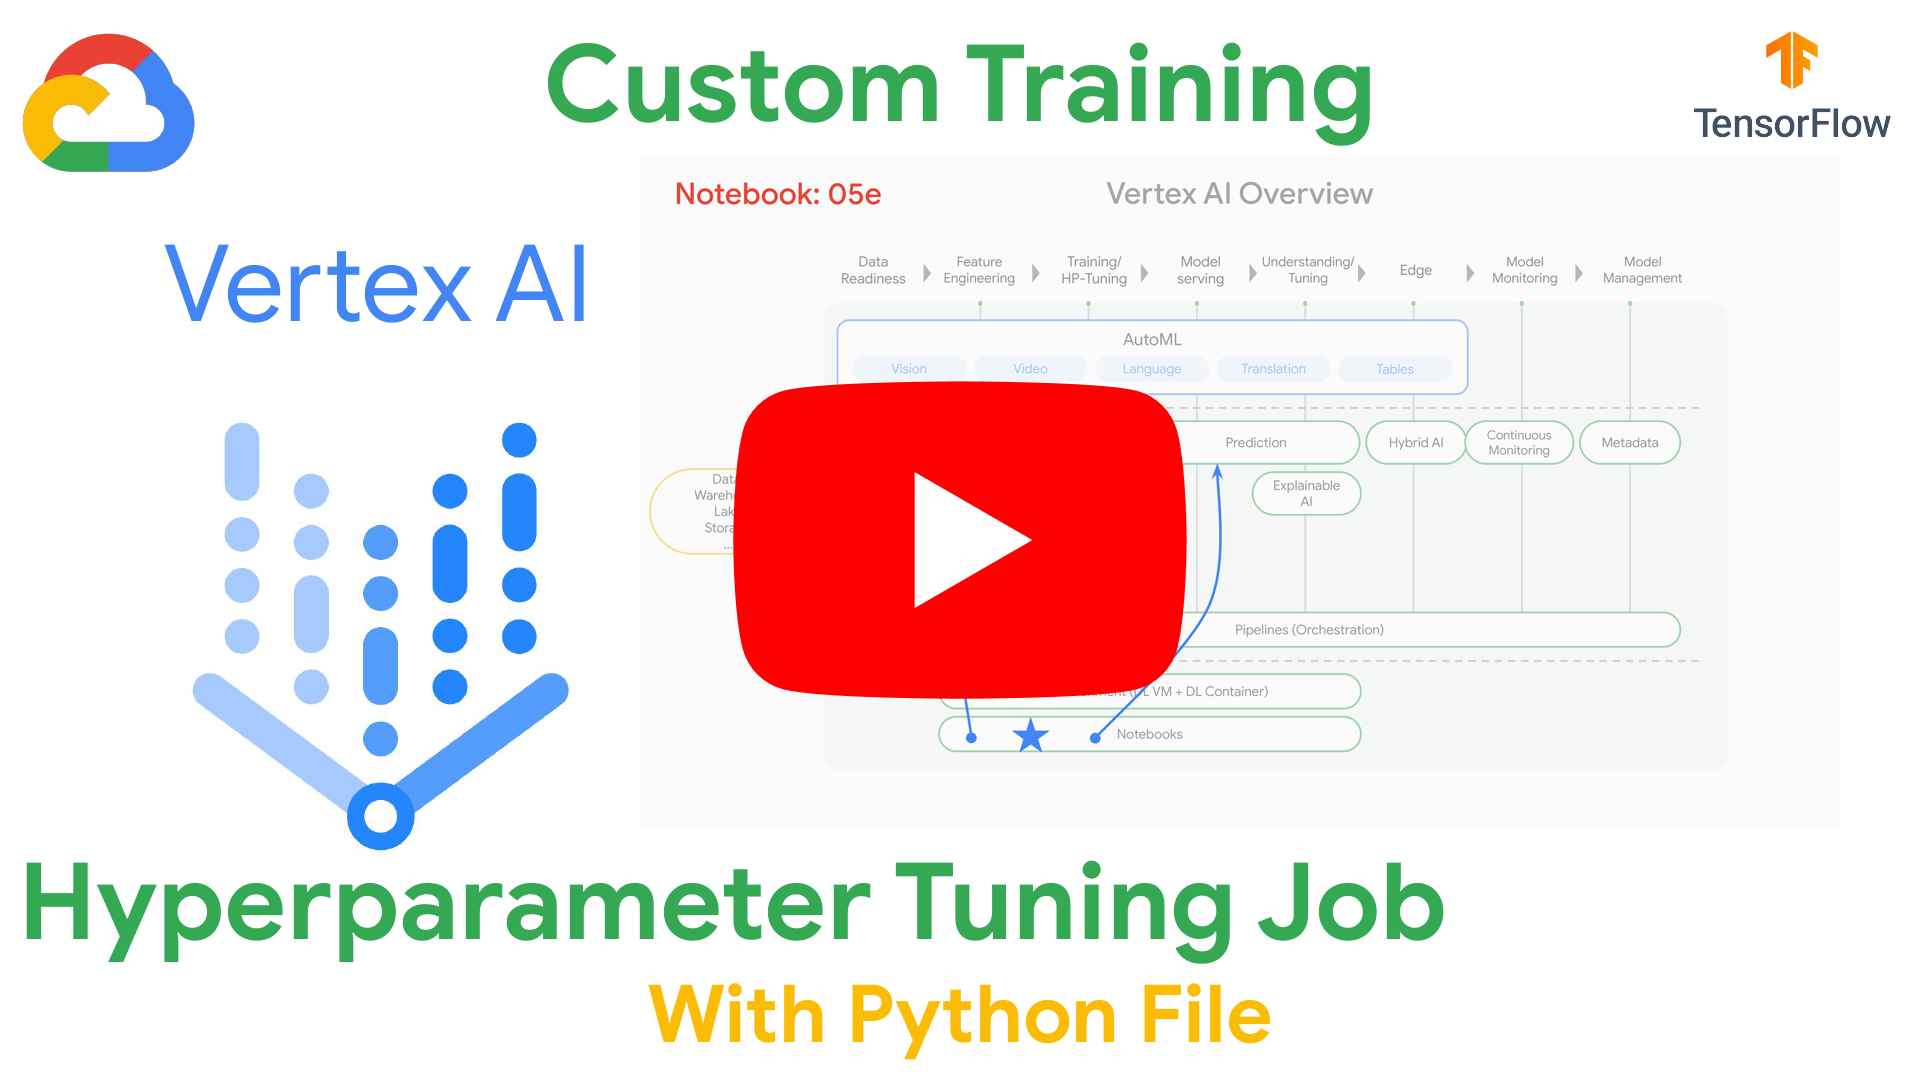 Custom Training
TensorFlow
Notebook: 05e
Vertex AI Overview
Vertex AI
Data
Readiness
Feature
Engineering
Training/
HP-Tuning
Model
serving
Understanding/
Tuning
Edge
Model
Monitoring
Model
Management
AutoML
Vision
Video
Language
Translation
Tables
Prediction
Hybrid AI
Continuous
Monitoring
Metadata
Explainable
AI
Data
...
Pipelines (Orchestration)
VM + DL Container)
Notebooks
Hyperparameter Tuning Job
With Python File